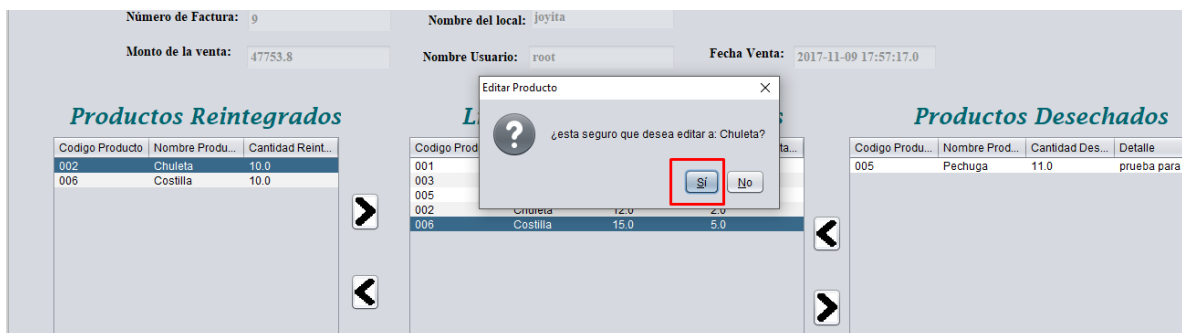 Número de Factura: 9 Nombre del local: joyita
Monto de la venta: 47753.8 Nombre Usuario: root Fecha Venta: 2017-11-09 17:57:17.0
Editar Producto
¿esta seguro que desea editar a: Chuleta?
Sí No
Productos Reintegrados
Codigo Producto Nombre Produ... Cantidad Reint...
002 Chuleta 10.0
006 Costilla 10.0
Codigo Prod
001
003
005
002 Chuleta 12.0 2.0
006 Costilla 15.0 5.0
Productos Desechados
Codigo Produ... Nombre Prod... Cantidad Des... Detalle
005 Pechuga 11.0 prueba para